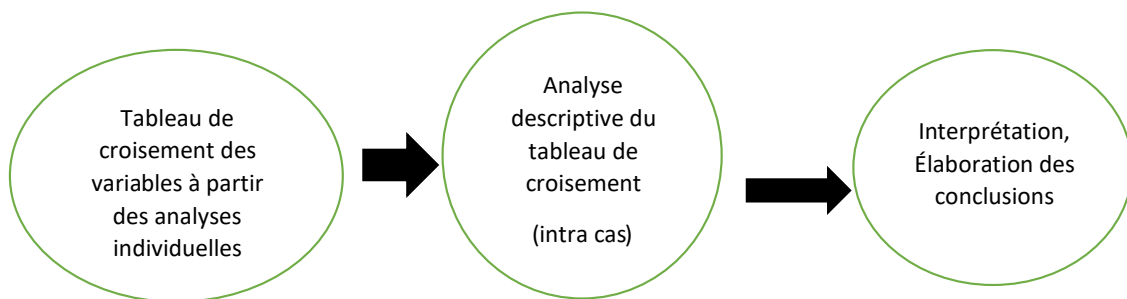 Tableau de
croisement des
variables à partir
des analyses
individuelles
Analyse
descriptive du
tableau de
croisement
(intra cas)
Interprétation,
Élaboration des
conclusions